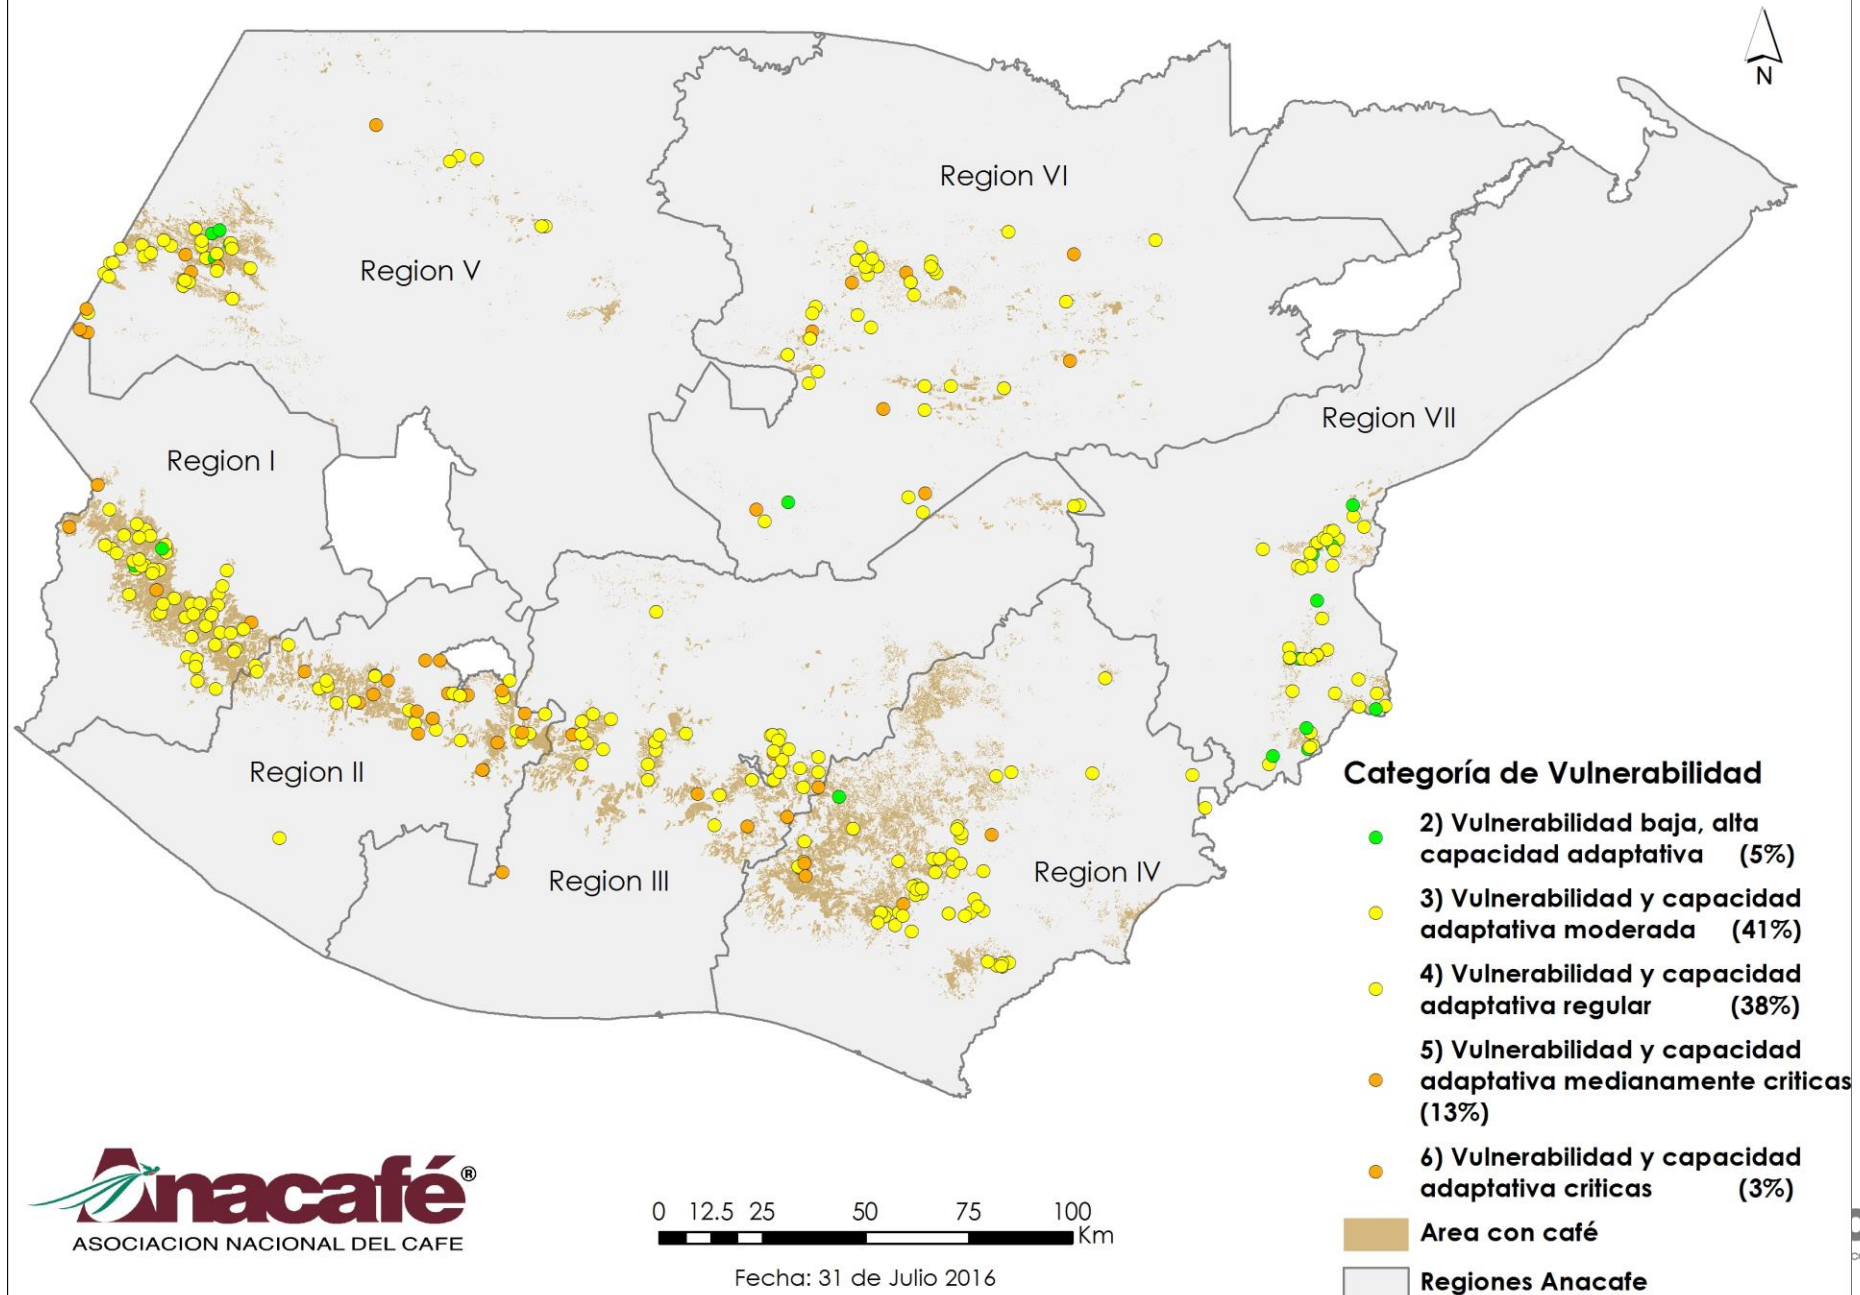 N
Region VI
Region V
Region VII
Region I
Region II
Region III
Region IV
Categoría de Vulnerabilidad
2) Vulnerabilidad baja, alta
capacidad adaptativa (5%)
3) Vulnerabilidad y capacidad
adaptativa moderada (41%)
4) Vulnerabilidad y capacidad
adaptativa regular (38%)
5) Vulnerabilidad y capacidad
adaptativa medianamente criticas
(13%)
6) Vulnerabilidad y capacidad
adaptativa criticas (3%)
Area con café
Regiones Anacafe
Anacafé®
ASOCIACION NACIONAL DEL CAFE
0 12.5 25 50 75 100
Km
Fecha: 31 de Julio 2016